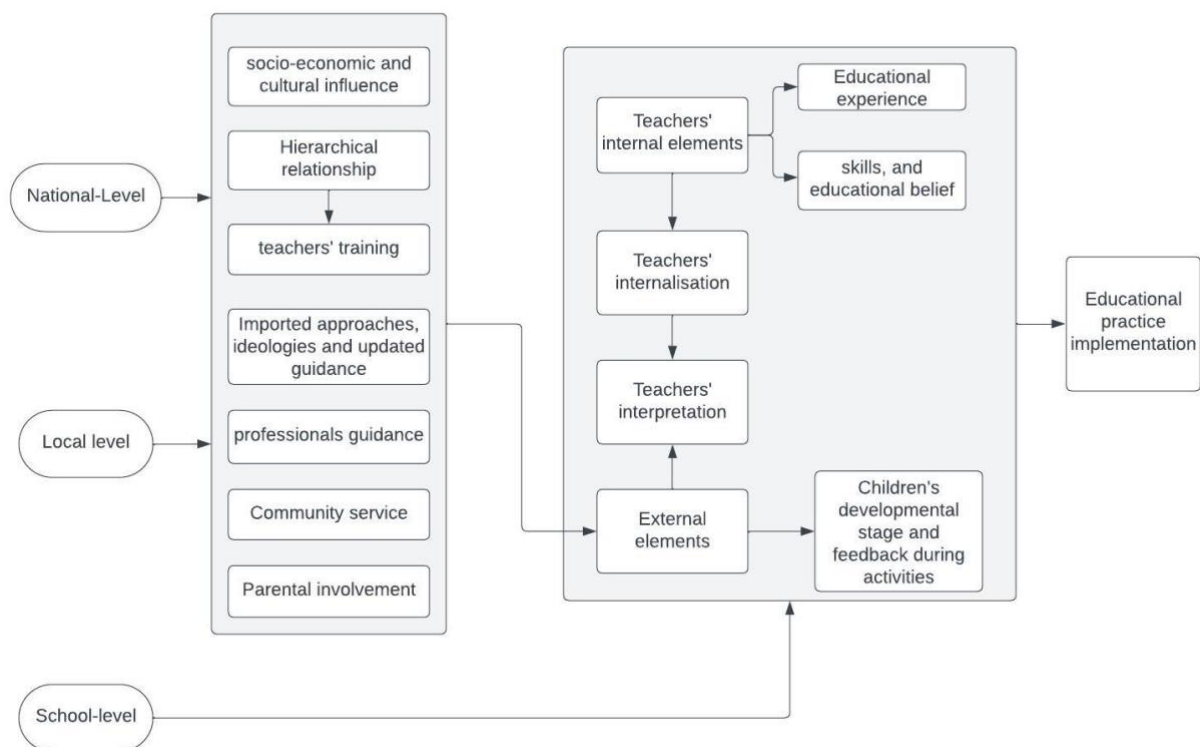 National-Level
Local level
School-level
socio-economic and
cultural influence
Hierarchical
relationship
teachers' training
Imported approaches,
ideologies and updated
guidance
professionals guidance
Community service
Parental involvement
Teachers'
internal elements
Educational
experience
skills, and
educational belief
Teachers'
internalisation
Teachers'
interpretation
External
elements
Children's
developmental
stage and
feedback during
activities
Educational
practice
implementation